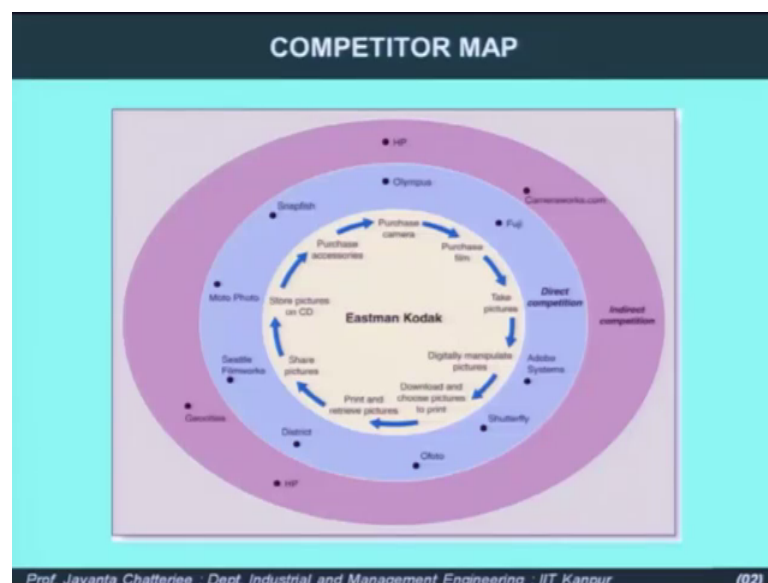 COMPETITOR MAP
HP
Olympus
Cameraworks.com
Snapfish
Fuji
Purchase
camera
Purchase
accessories
Purchase
film
Direct
competition
Indirect
competition
Moto Photo
Store pictures
on CD
Take
pictures
Eastman Kodak
Seattle
Filmworks
Share
pictures
Digitally manipulate
pictures
Adobe
Systems
Download and
choose pictures
to print
Print and
retrieve pictures
Geocities
Shutterfly
District
Ofoto
HP
Prof. Jayanta Chatterjee : Dept. Industrial and Management Engineering : IIT Kanpur
(02)